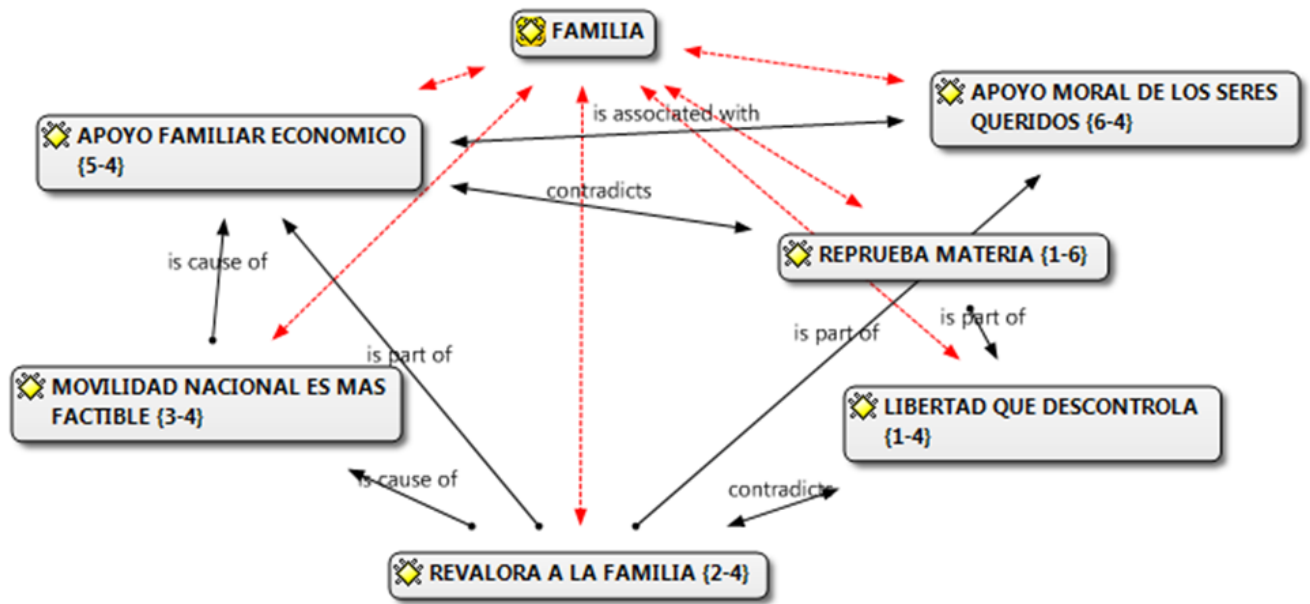 FAMILIA
APOYO MORAL DE LOS SERES
QUERIDOS {6-4}
is associated with
APOYO FAMILIAR ECONOMICO
{5-4}
contradicts
REPRUEBA MATERIA {1-6}
is cause of
is part of
is part of
is part of
MOVILIDAD NACIONAL ES MAS
FACTIBLE {3-4}
LIBERTAD QUE DESCONTROLA
{1-4}
is cause of
contradicts
REVALORA A LA FAMILIA {2-4}